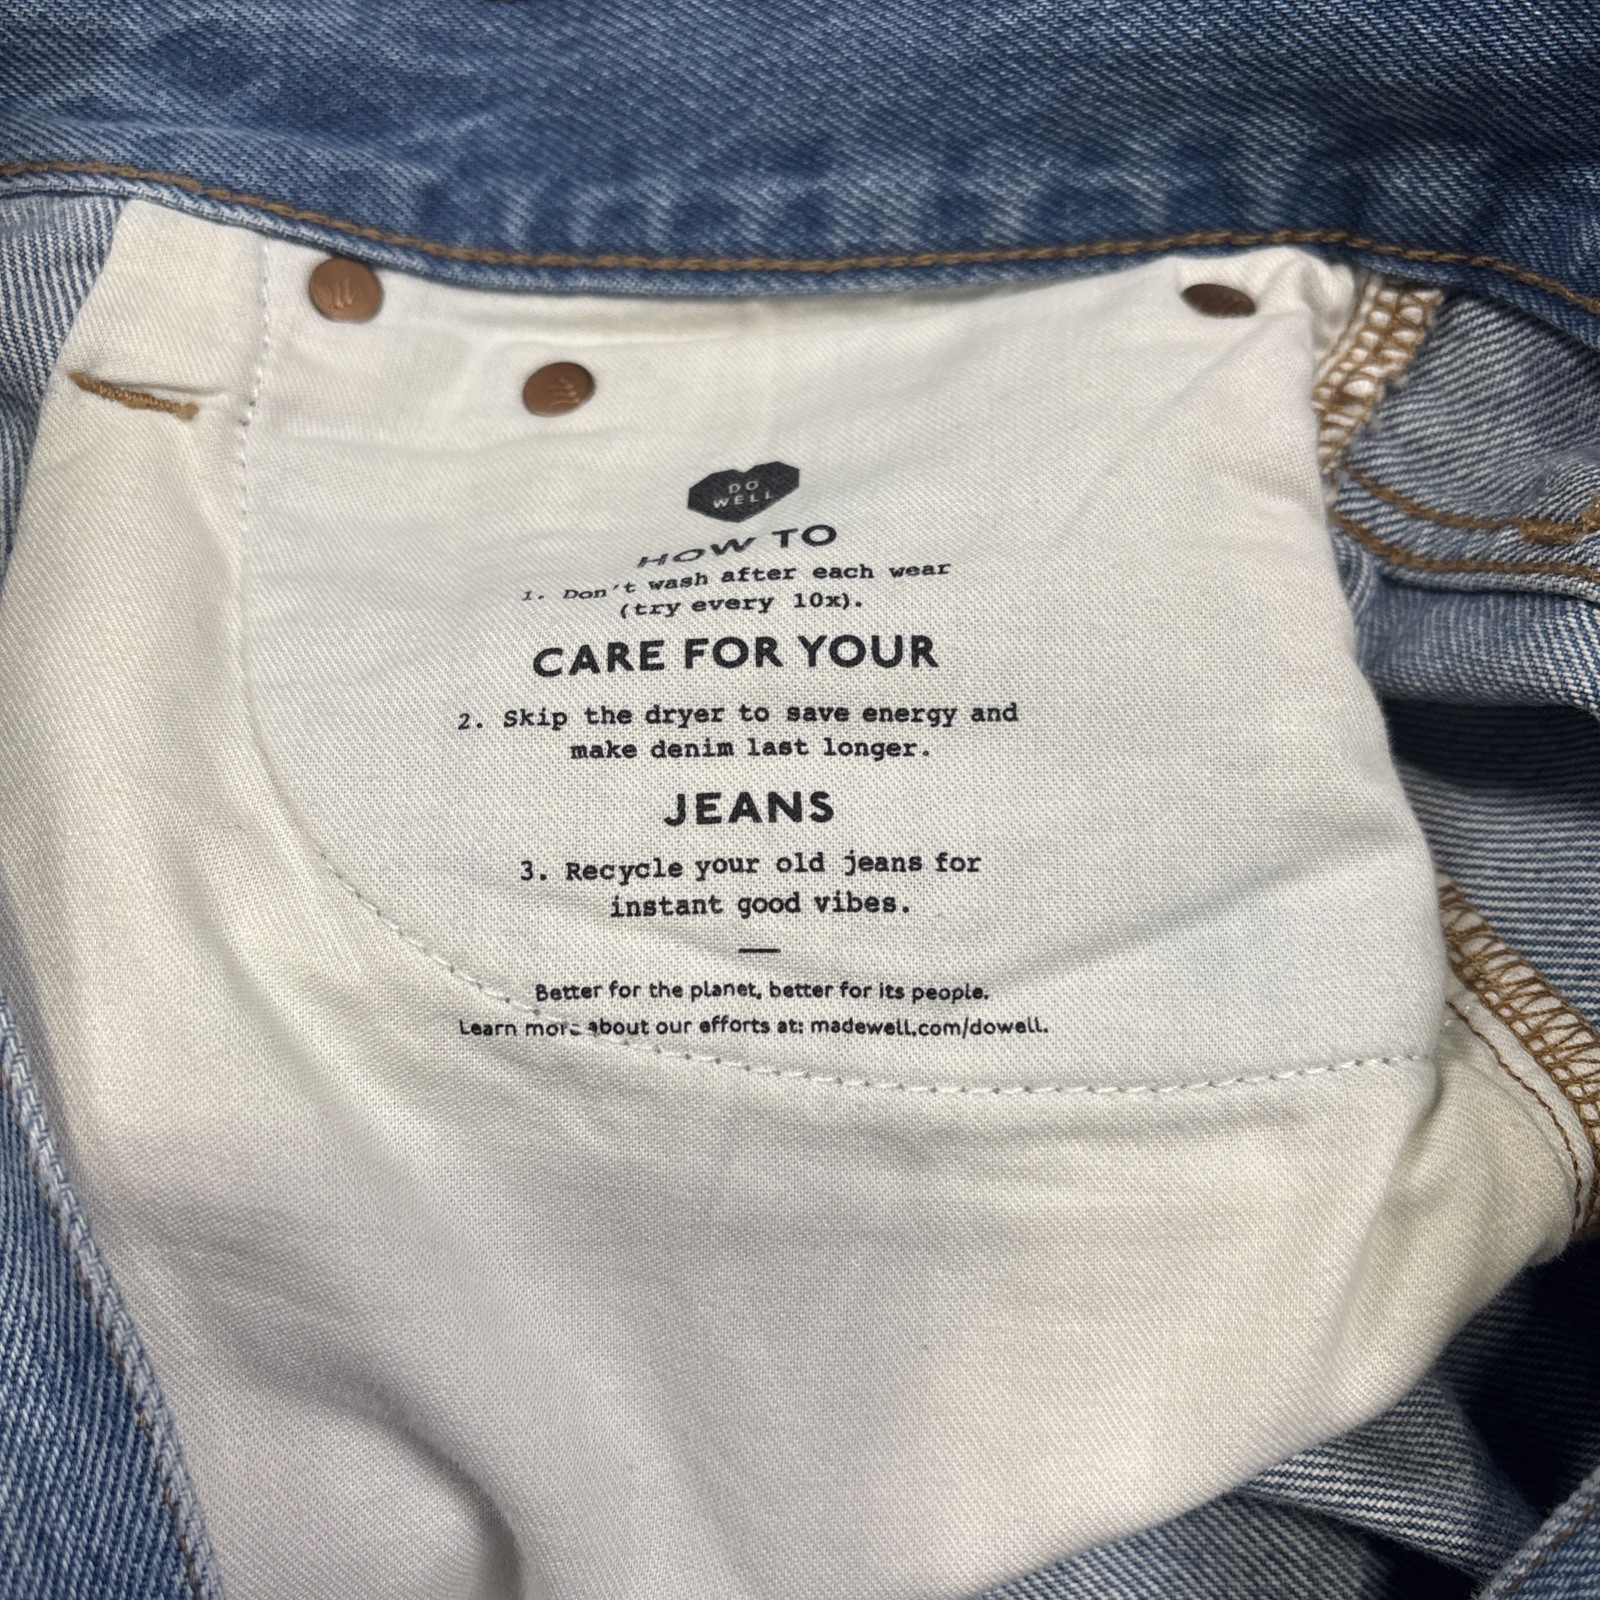 DO
WELL
HOW TO
1. Don't wash after each wear
(try every 10x).
CARE FOR YOUR
2. Skip the dryer to save energy and
make denim last longer.
JEANS
3. Recycle your old jeans for
instant good vibes.
Better for the planet, better for its people.
Learn more about our efforts at: madewell.com/dowell.